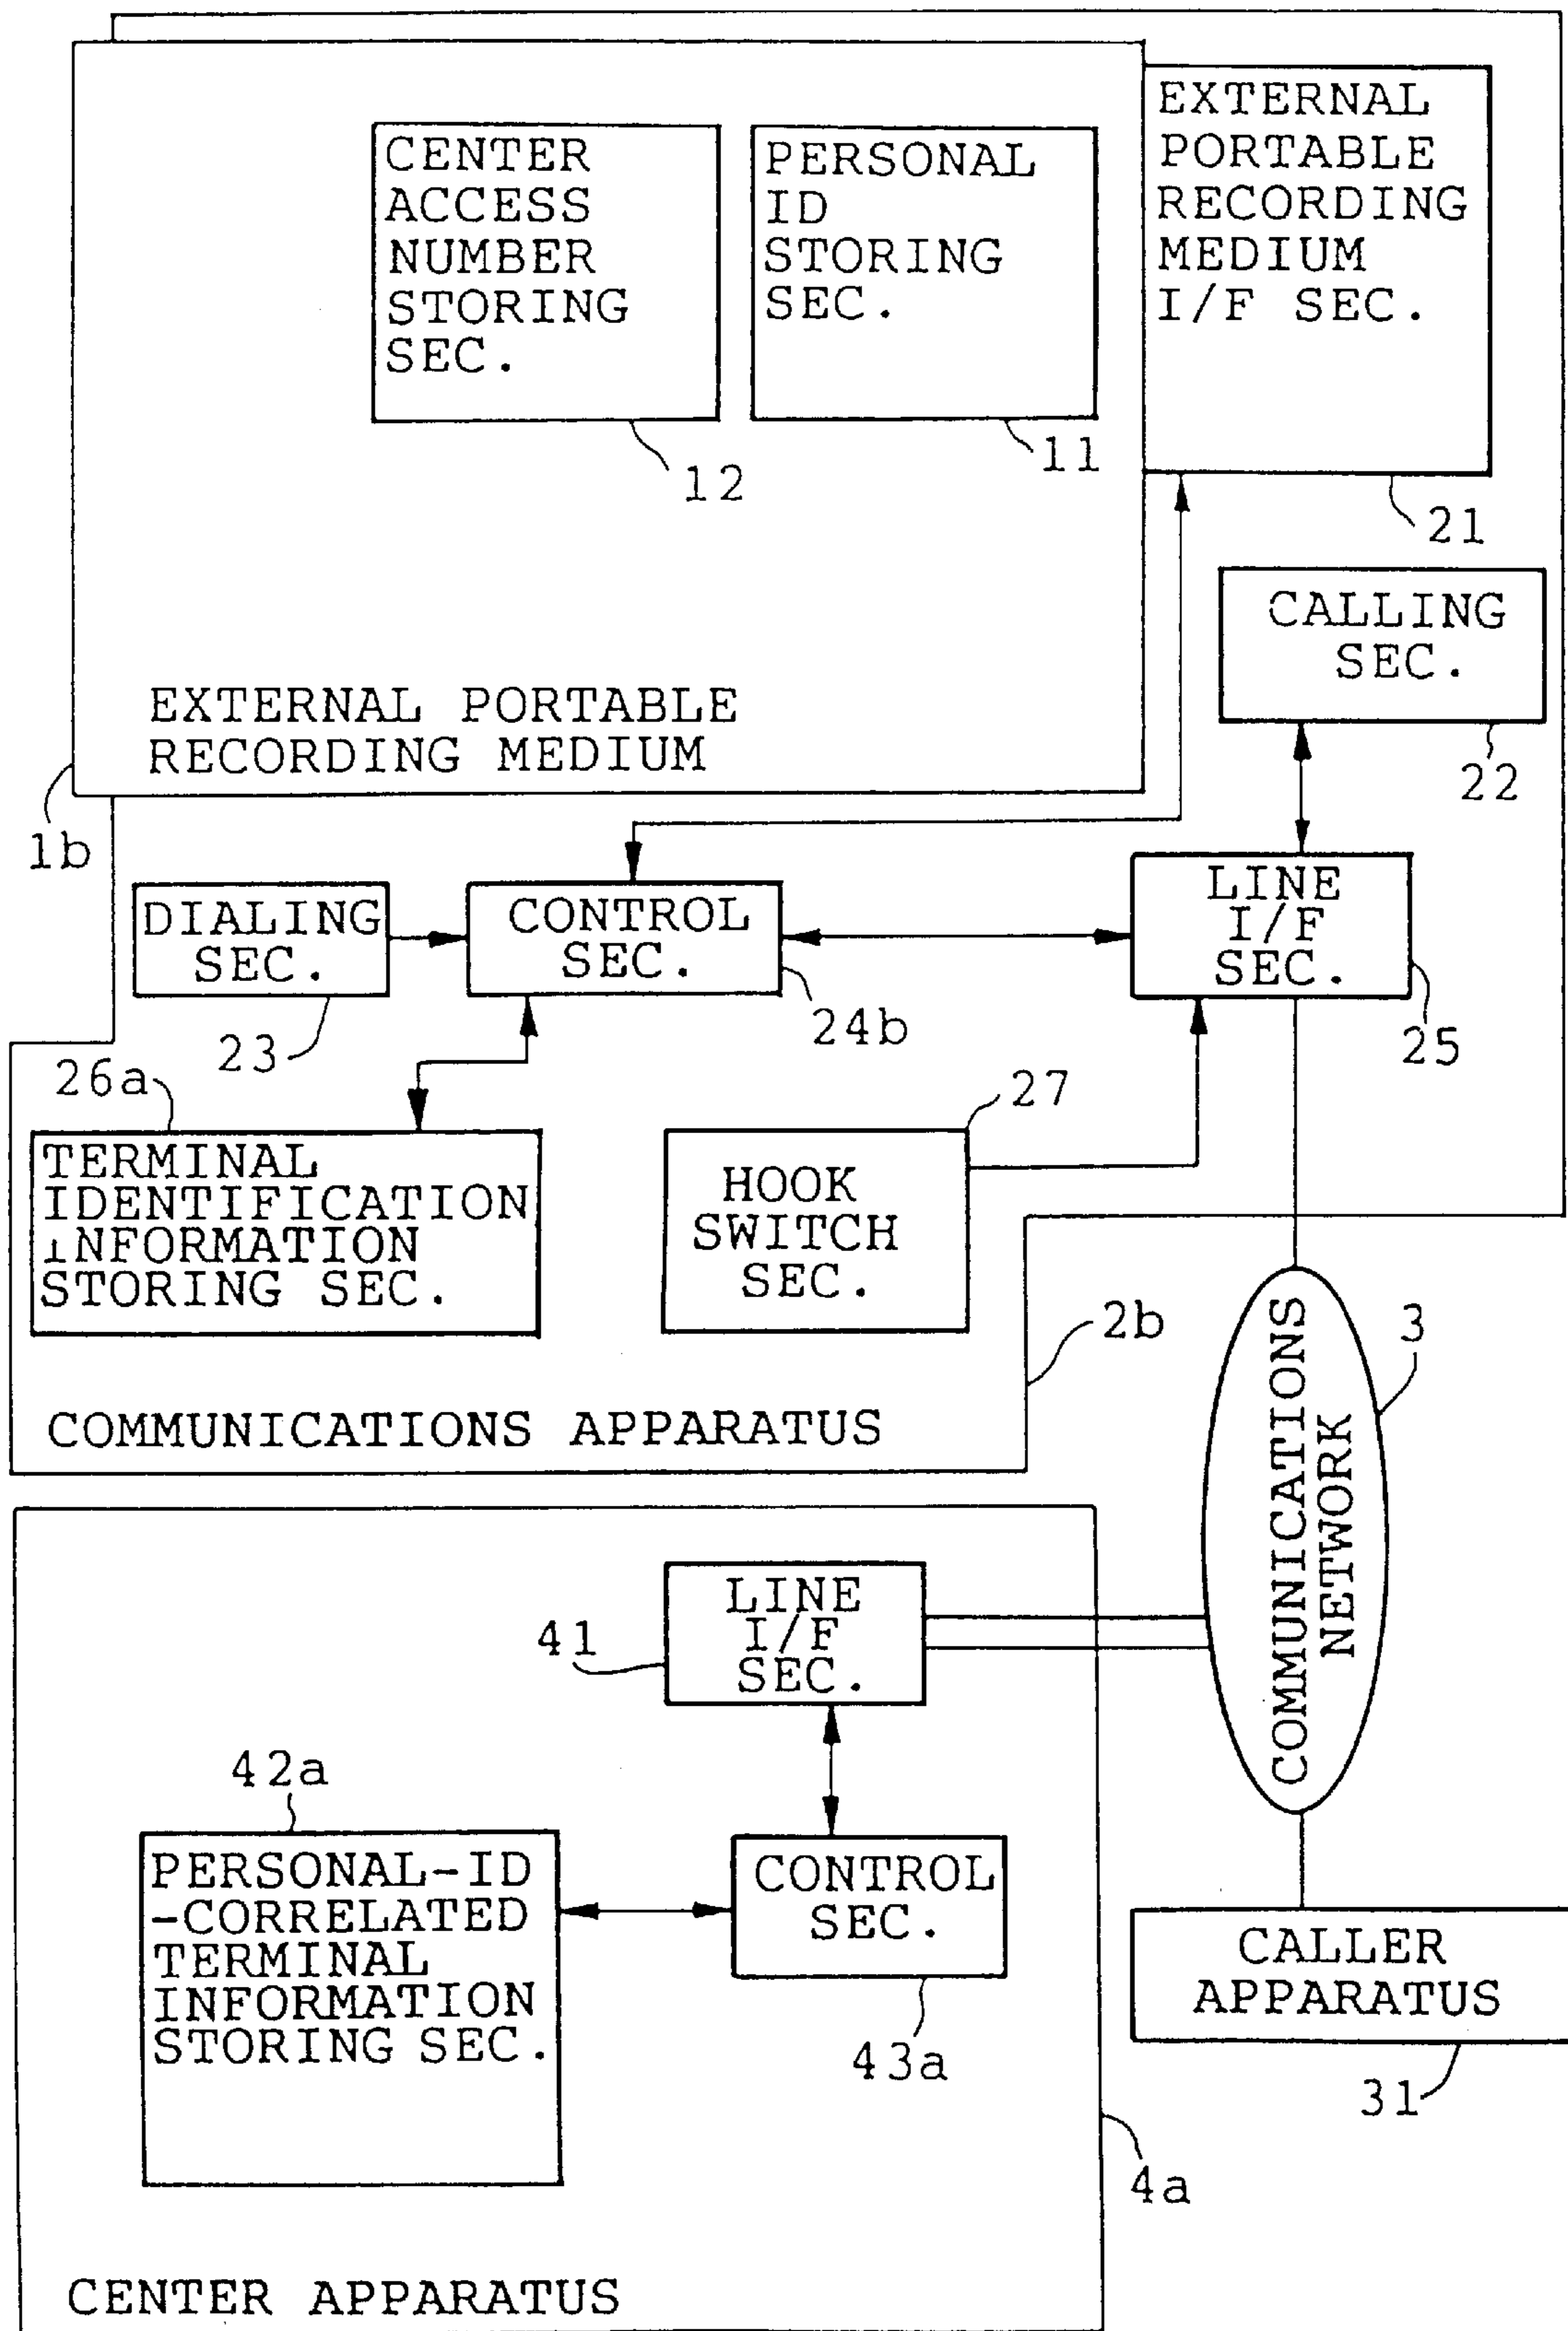 EXTERNAL
PORTABLE
RECORDING
MEDIUM
I/F SEC.
CENTER
ACCESS
NUMBER
STORING
SEC.
PERSONAL
ID
STORING
SEC.
12
11
21
CALLING
SEC.
22
EXTERNAL PORTABLE
RECORDING MEDIUM
1b
DIALING
SEC.
23
CONTROL
SEC.
24b
LINE
I/F
SEC.
25
26a
TERMINAL
IDENTIFICATION
INFORMATION
STORING SEC.
27
HOOK
SWITCH
SEC.
2b
COMMUNICATIONS APPARATUS
3
COMMUNICATIONS
NETWORK
LINE
I/F
SEC.
41
42a
PERSONAL-ID
-CORRELATED
TERMINAL
INFORMATION
STORING SEC.
CONTROL
SEC.
43a
CALLER
APPARATUS
31
4a
CENTER APPARATUS